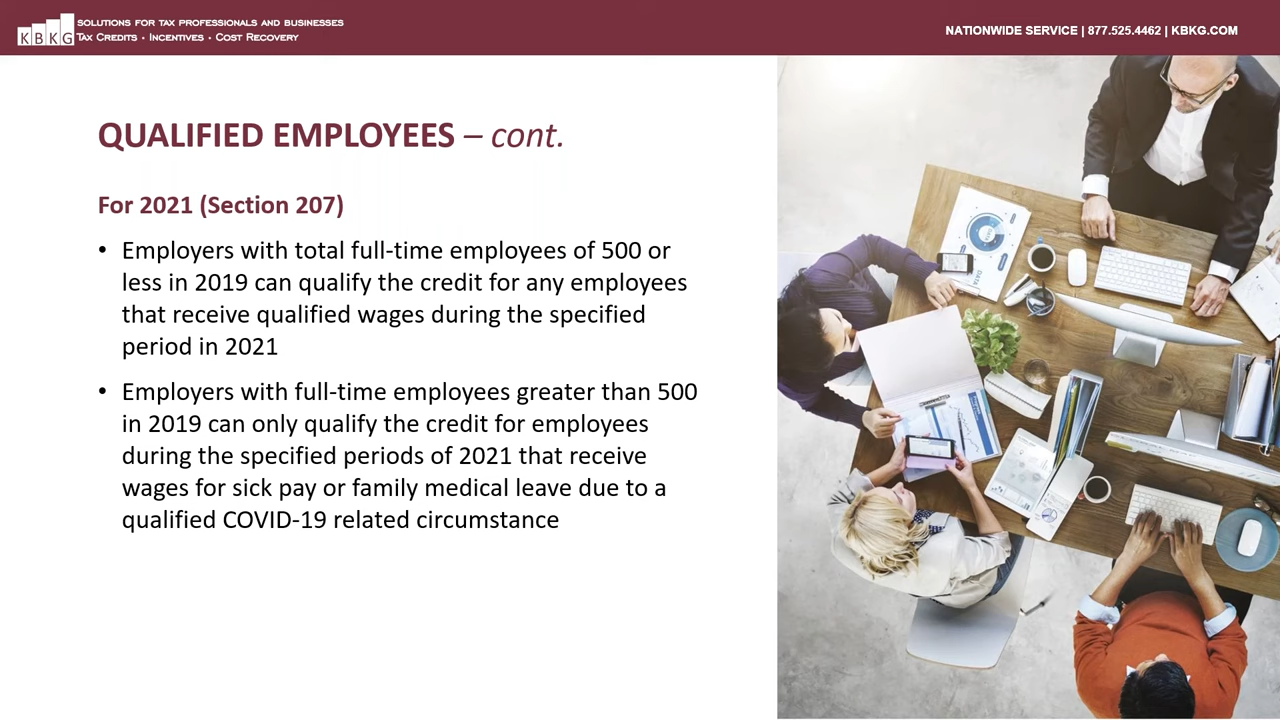 KBKG
SOLUTIONS FOR TAX PROFESSIONALS AND BUSINESSES
TAX CREDITS · INCENTIVES · COST RECOVERY
NATIONWIDE SERVICE | 877.525.4462 | KBKG.COM
QUALIFIED EMPLOYEES – cont.
For 2021 (Section 207)
• Employers with total full-time employees of 500 or
less in 2019 can qualify the credit for any employees
that receive qualified wages during the specified
period in 2021
• Employers with full-time employees greater than 500
in 2019 can only qualify the credit for employees
during the specified periods of 2021 that receive
wages for sick pay or family medical leave due to a
qualified COVID-19 related circumstance